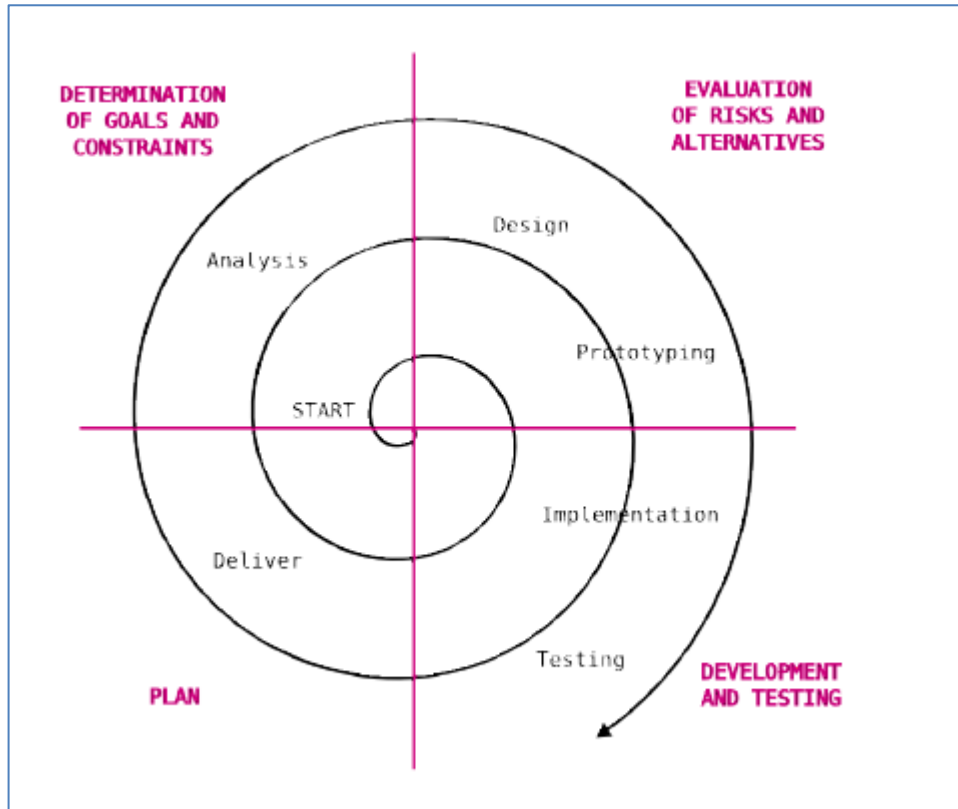 DETERMINATION
OF GOALS AND
CONSTRAINTS
EVALUATION
OF RISKS AND
ALTERNATIVES
Design
Analysis
Prototyping
START
Implementation
Deliver
Testing
PLAN
DEVELOPMENT
AND TESTING